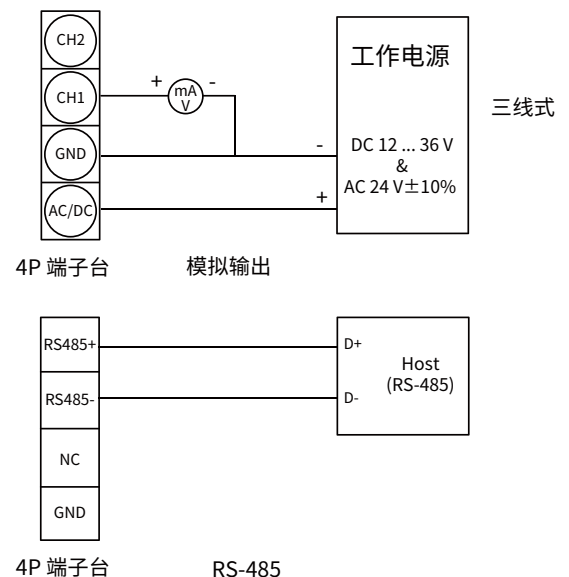 CH2
CH1
GND
AC/DC
+
mA
V
-
-
+
工作电源
DC 12 ... 36 V
&
AC 24 V±10%
三线式
4P 端子台
模拟输出
RS485+
RS485-
NC
GND
D+
D-
Host
(RS-485)
4P 端子台
RS-485